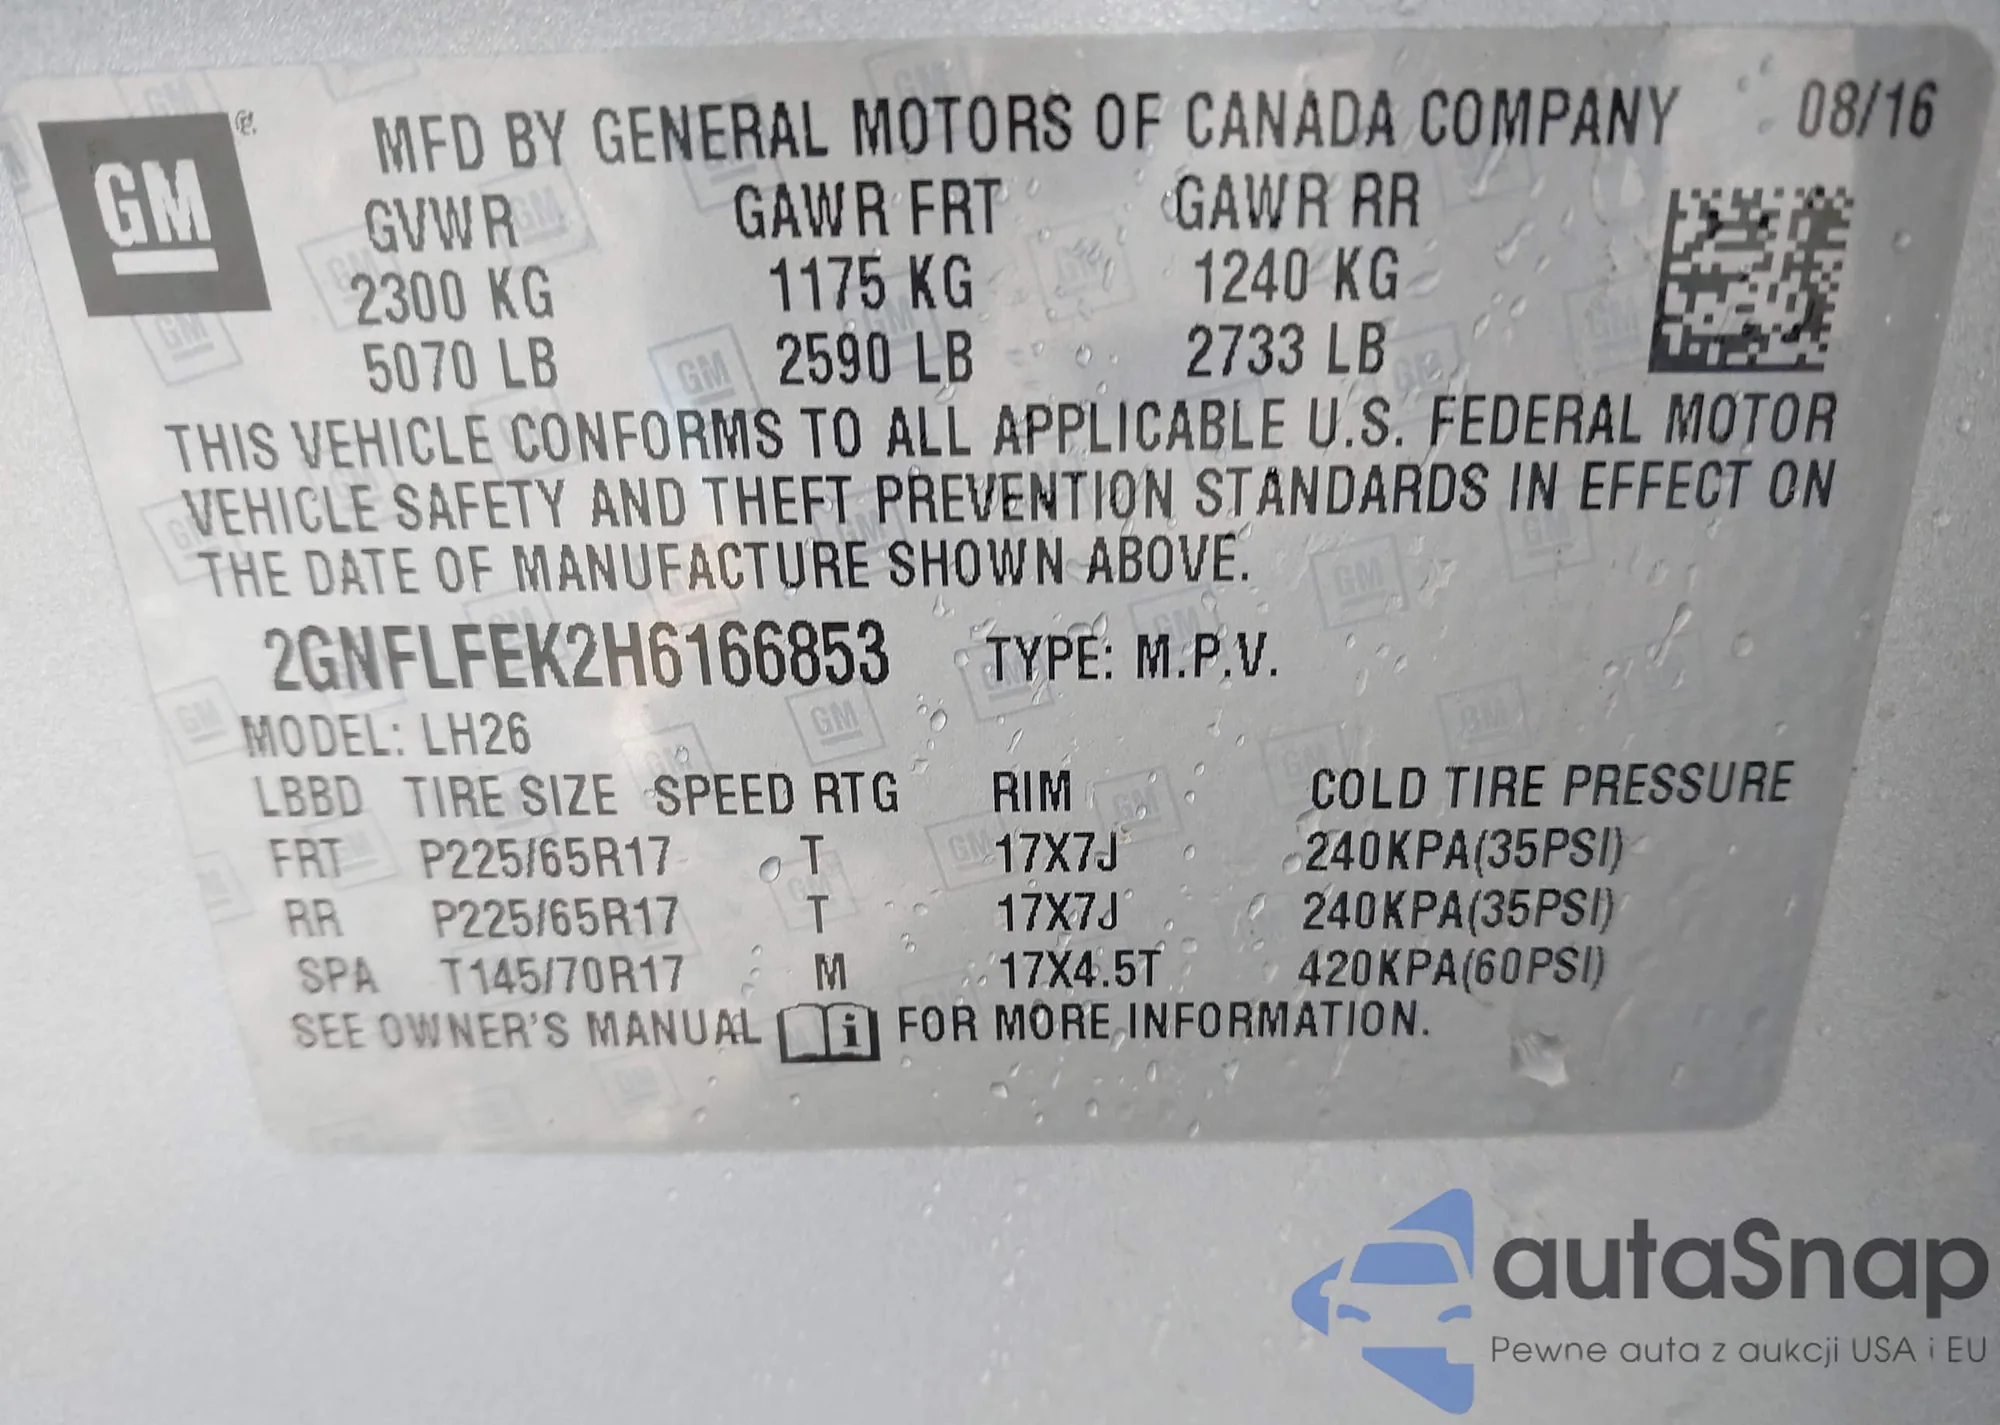 GM ®
MFD BY GENERAL MOTORS OF CANADA COMPANY 08/16
GVWR GAWR FRT GAWR RR
2300 KG 1175 KG 1240 KG
5070 LB 2590 LB 2733 LB
THIS VEHICLE CONFORMS TO ALL APPLICABLE U.S. FEDERAL MOTOR
VEHICLE SAFETY AND THEFT PREVENTION STANDARDS IN EFFECT ON
THE DATE OF MANUFACTURE SHOWN ABOVE.
2GNFLFEK2H6166853 TYPE: M.P.V.
MODEL: LH26
LBBD TIRE SIZE SPEED RTG RIM COLD TIRE PRESSURE
FRT P225/65R17 T 17X7J 240KPA(35PSI)
RR P225/65R17 T 17X7J 240KPA(35PSI)
SPA T145/70R17 M 17X4.5T 420KPA(60PSI)
SEE OWNER'S MANUAL i FOR MORE INFORMATION.
autaSnap
Pewne auta z aukcji USA i EU